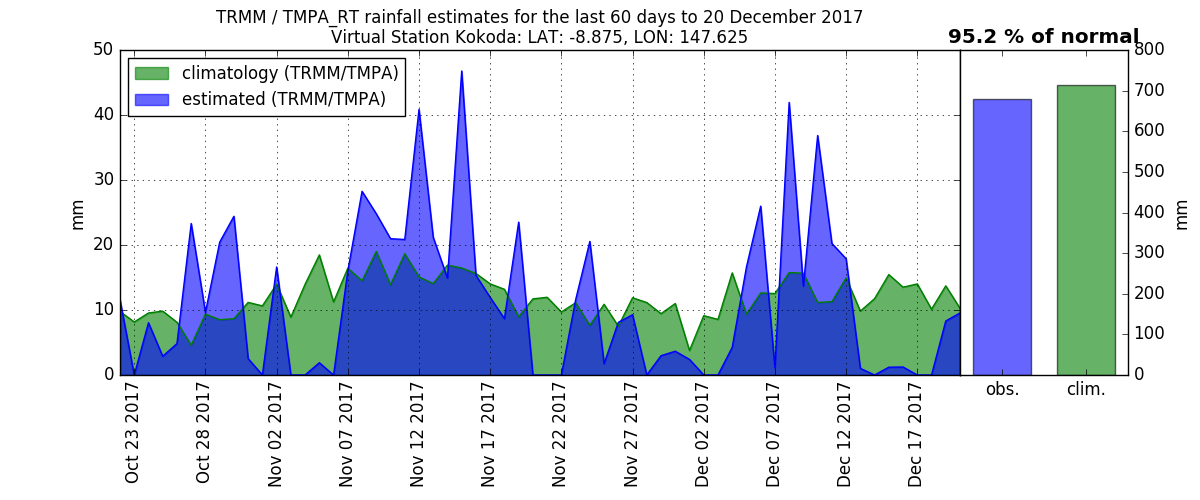 TRMM / TMPA_RT rainfall estimates for the last 60 days to 20 December 2017
Virtual Station Kokoda: LAT: -8.875, LON: 147.625
95.2 % of normal
climatology (TRMM/TMPA)
estimated (TRMM/TMPA)
50
40
30
20
10
0
mm
800
700
600
500
400
300
200
100
0
mm
obs.
clim.
Oct 23 2017
Oct 28 2017
Nov 02 2017
Nov 07 2017
Nov 12 2017
Nov 17 2017
Nov 22 2017
Nov 27 2017
Dec 02 2017
Dec 07 2017
Dec 12 2017
Dec 17 2017